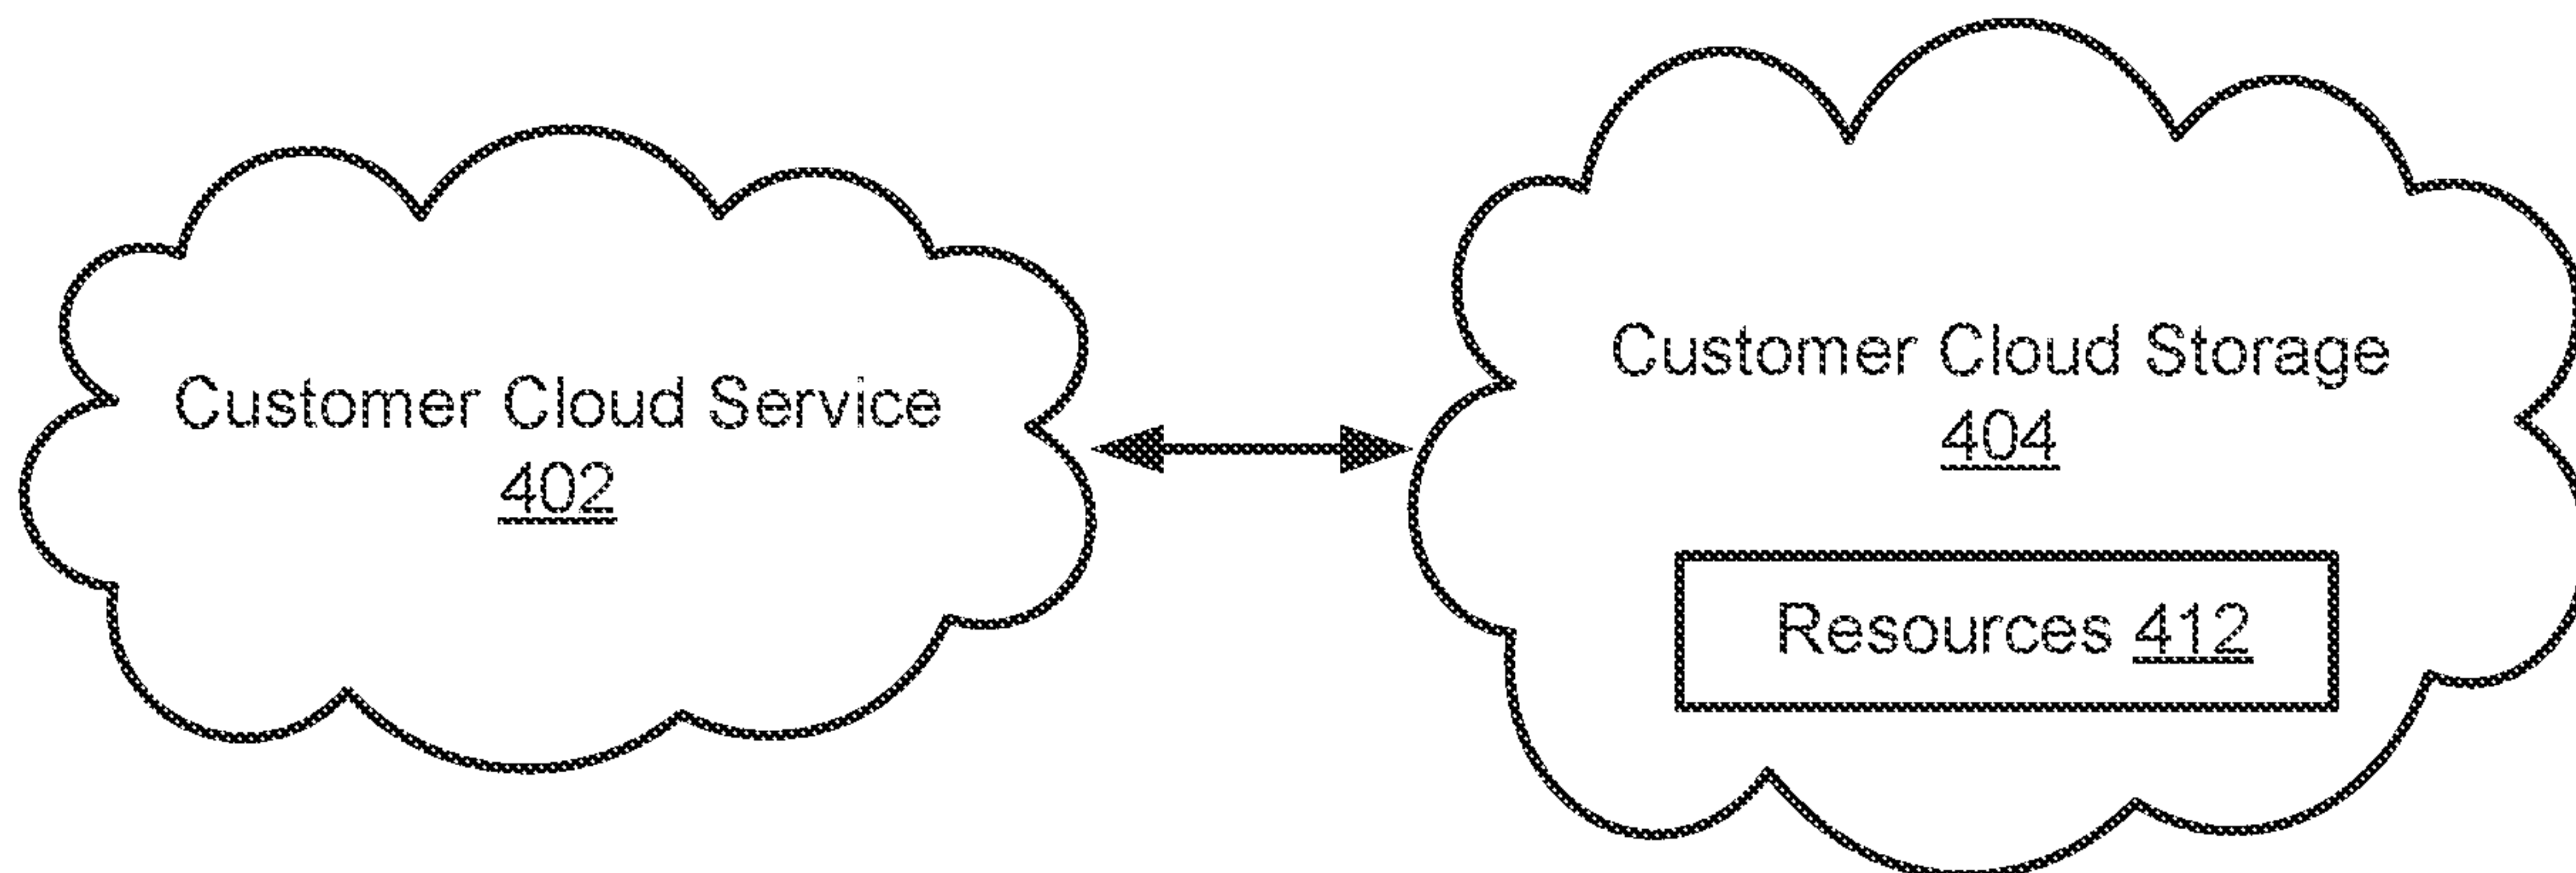 Customer Cloud Service
402
Customer Cloud Storage
404
Resources 412